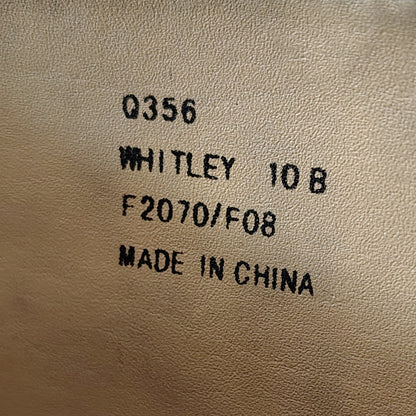 Q356
WHITLEY 10 B
F2070/F08
MADE IN CHINA